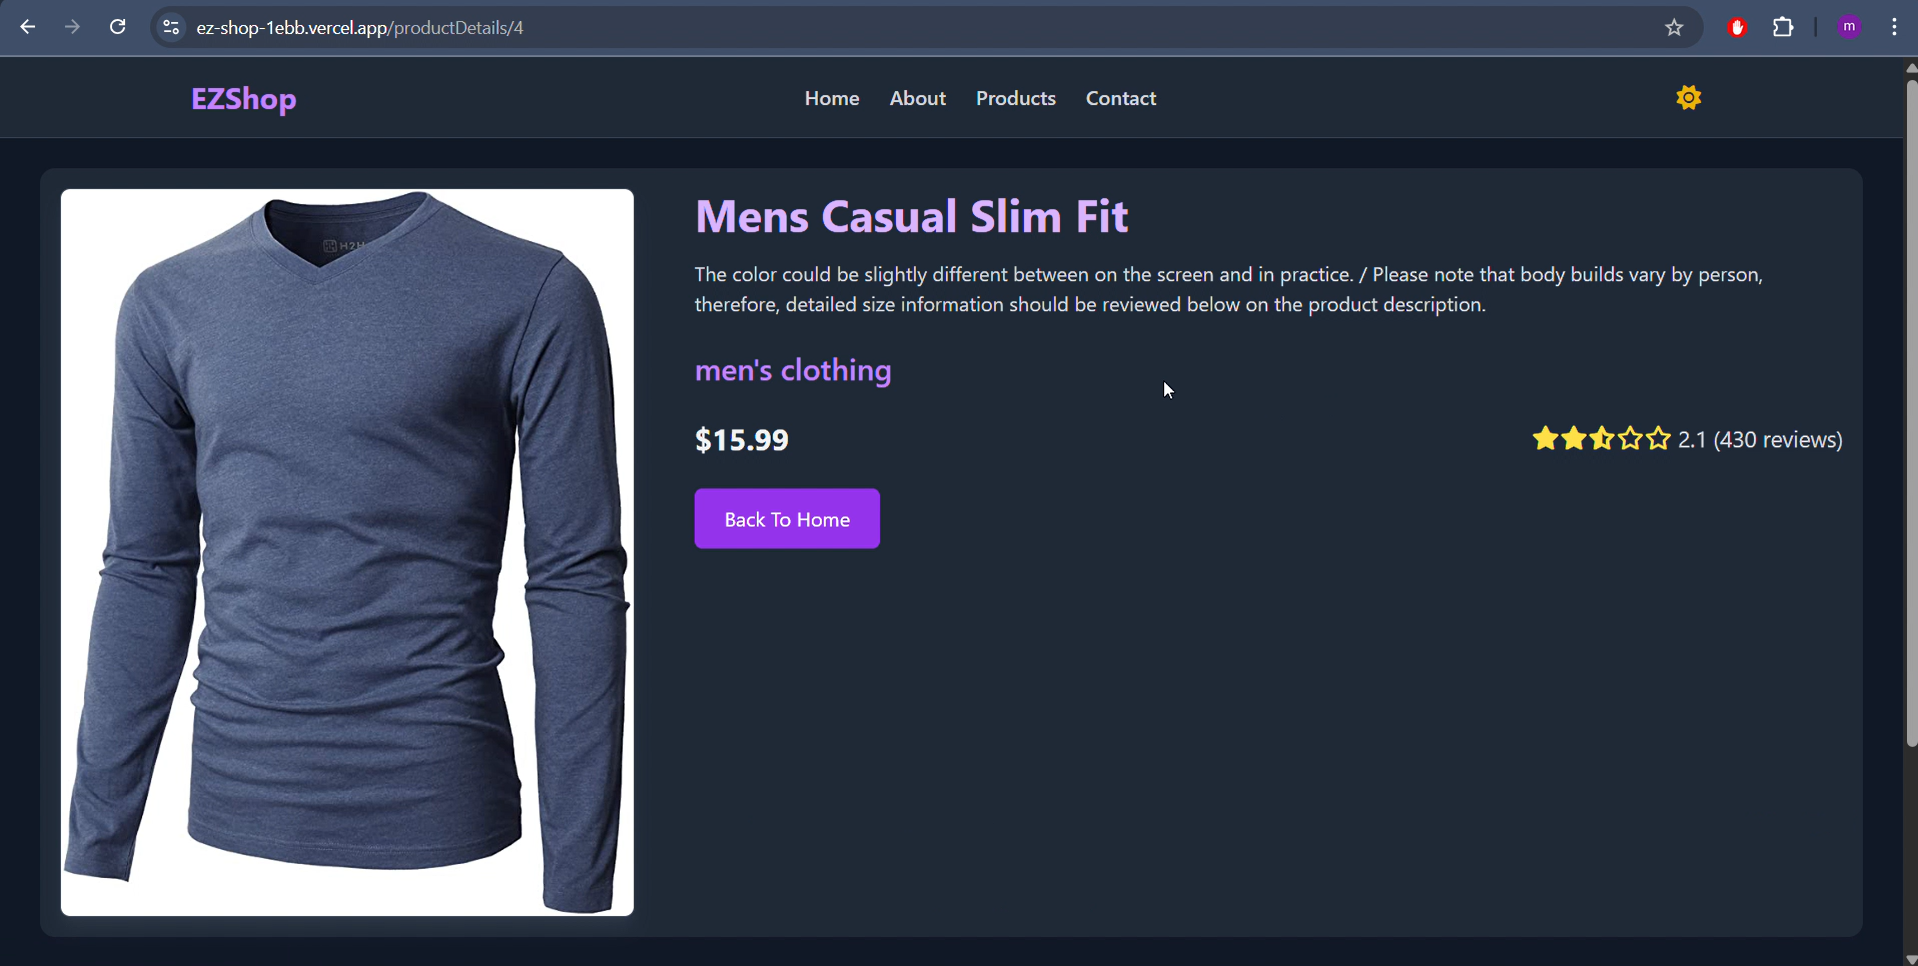 ez-shop-1ebb.vercel.app/productDetails/4
m
EZShop
Home About Products Contact
H2H
Mens Casual Slim Fit
The color could be slightly different between on the screen and in practice. / Please note that body builds vary by person,
therefore, detailed size information should be reviewed below on the product description.
men's clothing
$15.99
2.1 (430 reviews)
Back To Home